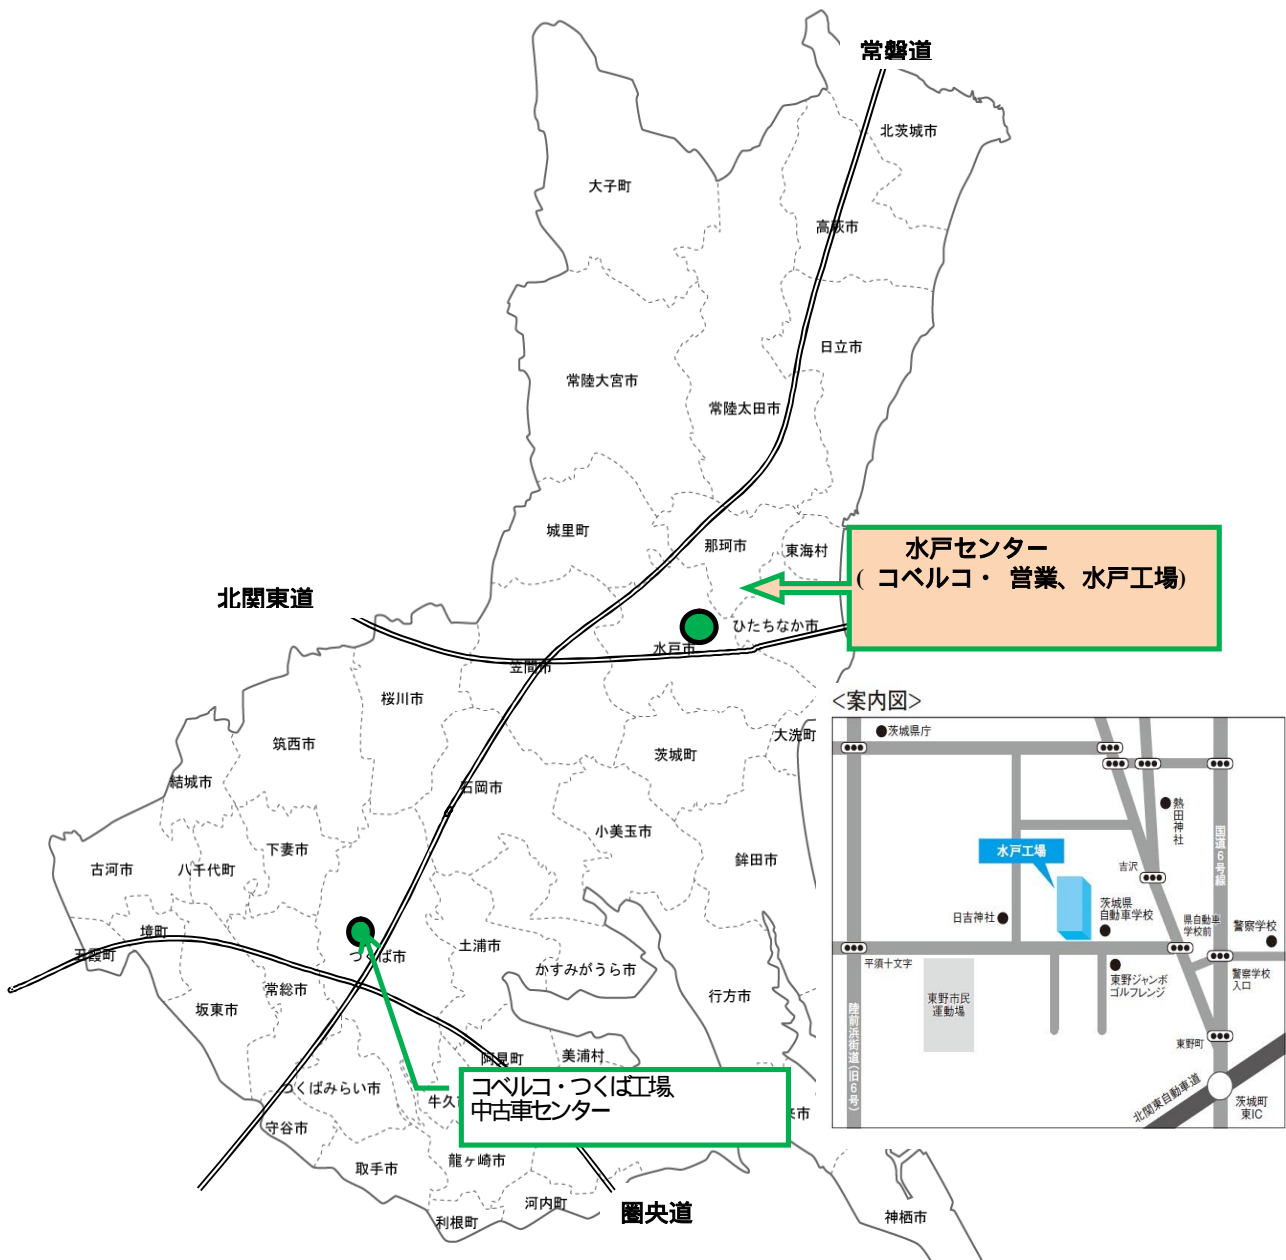 常磐道
北茨城市
大子町
高萩市
日立市
常陸大宮市
常陸太田市
城里町
那珂市
東海村
水戸センター
( コベルコ・ 営業、水戸工場)
北関東道
ひたちなか市
水戸市
笠間市
桜川市
筑西市
茨城町
大洗町
結城市
石岡市
小美玉市
下妻市
鉾田市
古河市
八千代町
境町
五霞町
つくば市
土浦市
かすみがうら市
常総市
坂東市
行方市
阿見町
美浦村
つくばみらい市
牛久
コベルコ・つくば工場、
中古車センター
来市
守谷市
取手市
龍ヶ崎市
河内町
利根町
圏央道
神栖市
<案内図>
茨城県庁
熱田神社
国道6号線
水戸工場
吉沢
茨城県
自動車学校
日吉神社
県自動車
学校前
警察学校
平須十文字
東野ジャンボ
ゴルフレンジ
警察学校
入口
東野市民
運動場
陸前浜街道(旧6号)
東野町
北関東自動車道
茨城町
東IC